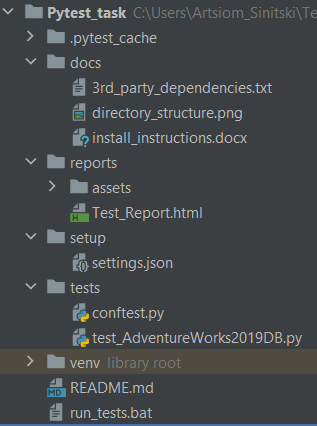 Pytest_task C:\Users\Artsiom_Sinitski\Te
.pytest_cache
docs
3rd_party_dependencies.txt
directory_structure.png
install_instructions.docx
reports
assets
Test_Report.html
setup
settings.json
tests
conftest.py
test_AdventureWorks2019DB.py
venv library root
README.md
run_tests.bat